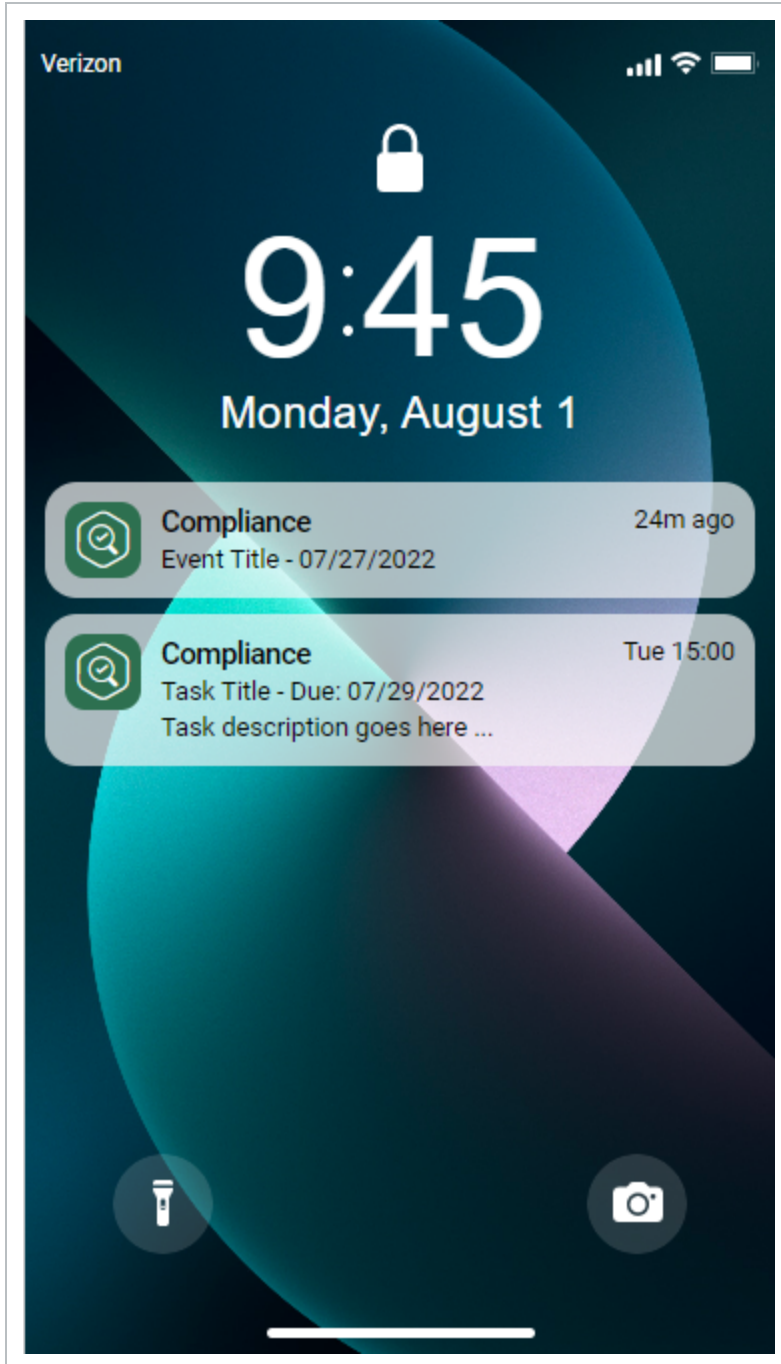 Verizon
9:45
Monday, August 1
Compliance 24m ago
Event Title - 07/27/2022
Compliance Tue 15:00
Task Title - Due: 07/29/2022
Task description goes here ...